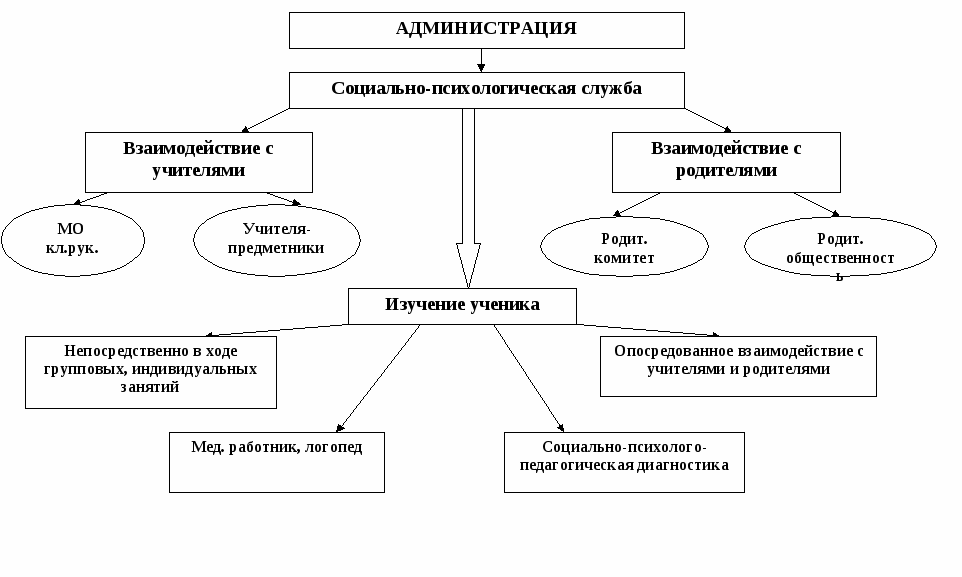 АДМИНИСТРАЦИЯ
Социально-психологическая служба
Взаимодействие с
учителями
Взаимодействие с
родителями
МО
кл.рук.
Учителя-
предметники
Родит.
комитет
Родит.
общественност
ь
Изучение ученика
Непосредственно в ходе
групповых, индивидуальных
занятий
Опосредованное взаимодействие с
учителями и родителями
Мед. работник, логопед
Социально-психолого-
педагогическая диагностика